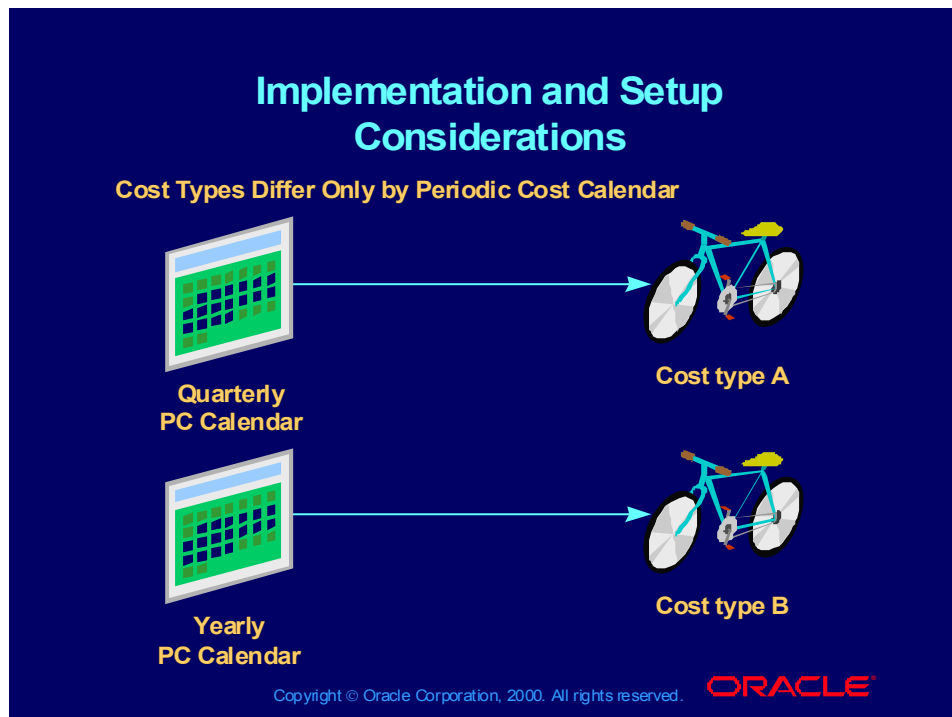 Implementation and Setup
Considerations
Cost Types Differ Only by Periodic Cost Calendar
Quarterly
PC Calendar
Cost type A
Yearly
PC Calendar
Cost type B
Copyright © Oracle Corporation, 2000. All rights reserved.
ORACLE®